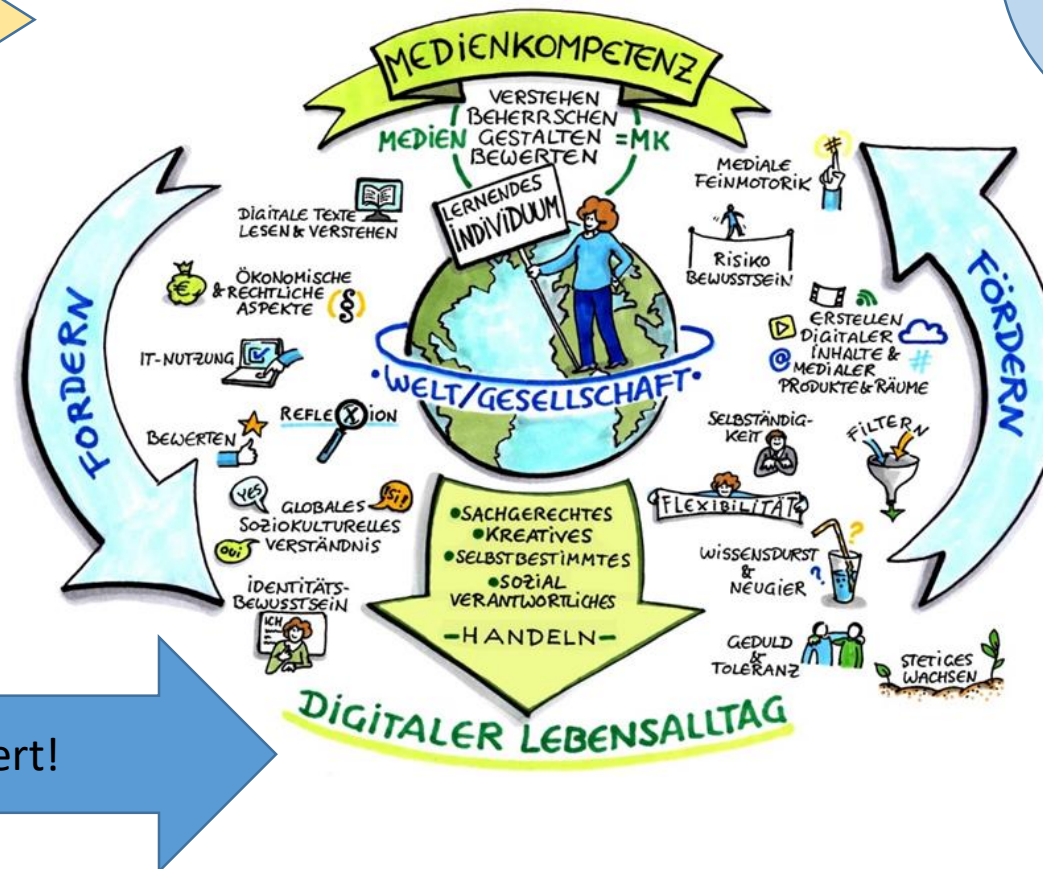 MEDiENKOMPETENZ
VERSTEHEN
BEHERRSCHEN
MEDIEN GESTALTEN =MK
BEWERTEN
LERNENDES
iNDiViDUUM
•WELT/GESELLSCHAFT•
FORDERN
DiGiTALE TEXTE
LESEN & VERSTEHEN
€
ÖKONOMISCHE
& RECHTLICHE
ASPEKTE (§)
IT-NUTZUNG
REFLEXION
BEWERTEN
YES
Si!
OUi
GLOBALES
SOZIOKULTURELLES
VERSTÄNDNIS
iDENTITÄTS-
BEWUSSTSEIN
ICH
MEDIALE
FEINMOTORIK
#
RiSiKO
BEWUSSTSEIN
ERSTELLEN
DiGiTALER
iNHALTE & #
@ MEDIALER
PRODUKTE & RÄUME
SELBSTÄNDIG-
KEIT
FiLTERN
FLEXIBILITÄT
WiSSENSDURST
&
NEUGIER
? ?
GEDULD
&
TOLERANZ
STETIGES
WACHSEN
FÖRDERN
•SACHGERECHTES
•KREATIVES
•SELBSTBESTIMMTES
•SOZIAL
VERANTWORTLICHES
-HANDELN-
DiGiTALER LEBENSALLTAG
ert!